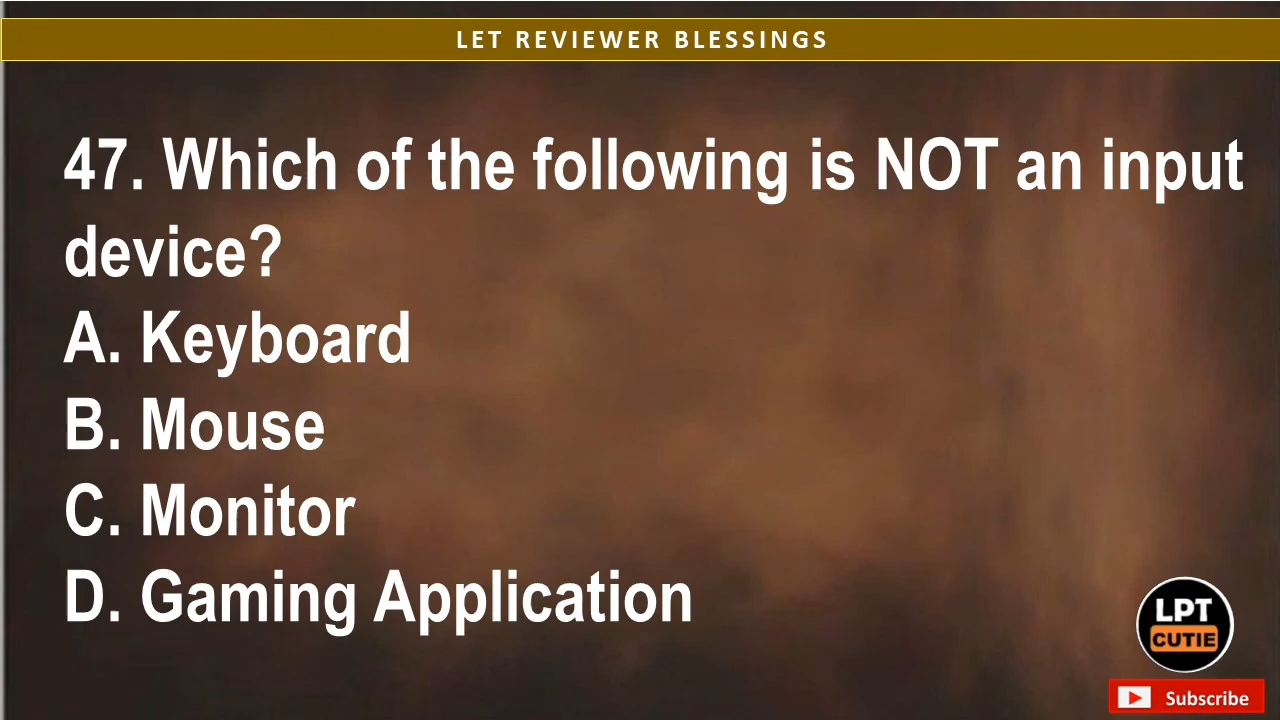 LET REVIEWER BLESSINGS
47. Which of the following is NOT an input
device?
A. Keyboard
B. Mouse
C. Monitor
D. Gaming Application
LPT
CUTIE
Subscribe